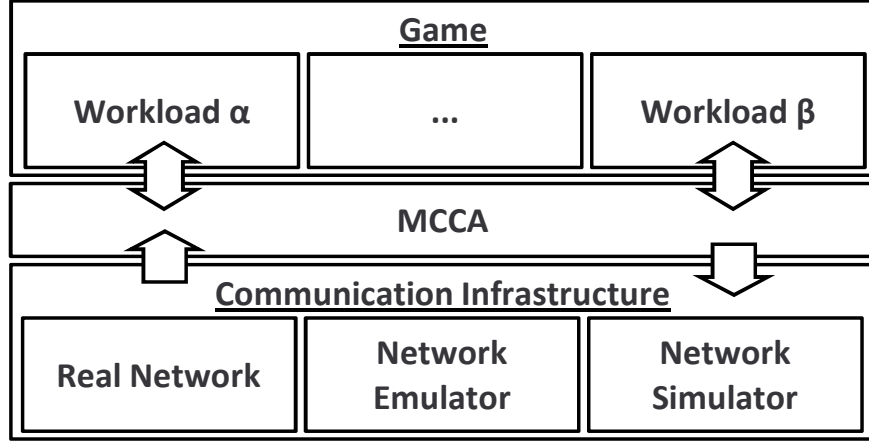 Game
Workload α
...
Workload β
MCCA
Communication Infrastructure
Real Network
Network
Emulator
Network
Simulator